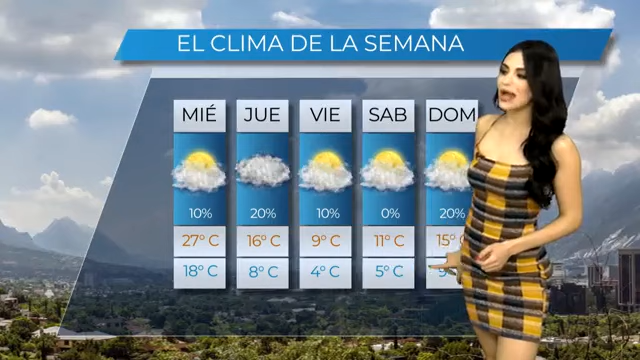 EL CLIMA DE LA SEMANA
MIÉ JUE VIE SAB DOM
10% 20% 10% 0% 20%
27° C 16° C 9° C 11° C 15° C
18° C 8° C 4° C 5° C